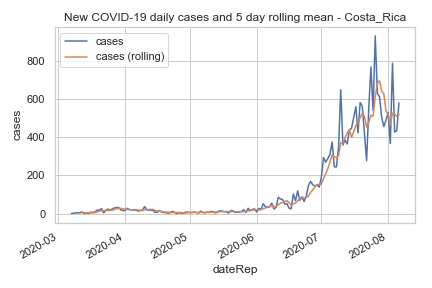 New COVID-19 daily cases and 5 day rolling mean - Costa_Rica
cases
cases (rolling)
800
600
400
200
0
cases
2020-03
2020-04
2020-05
2020-06
2020-07
2020-08
dateRep